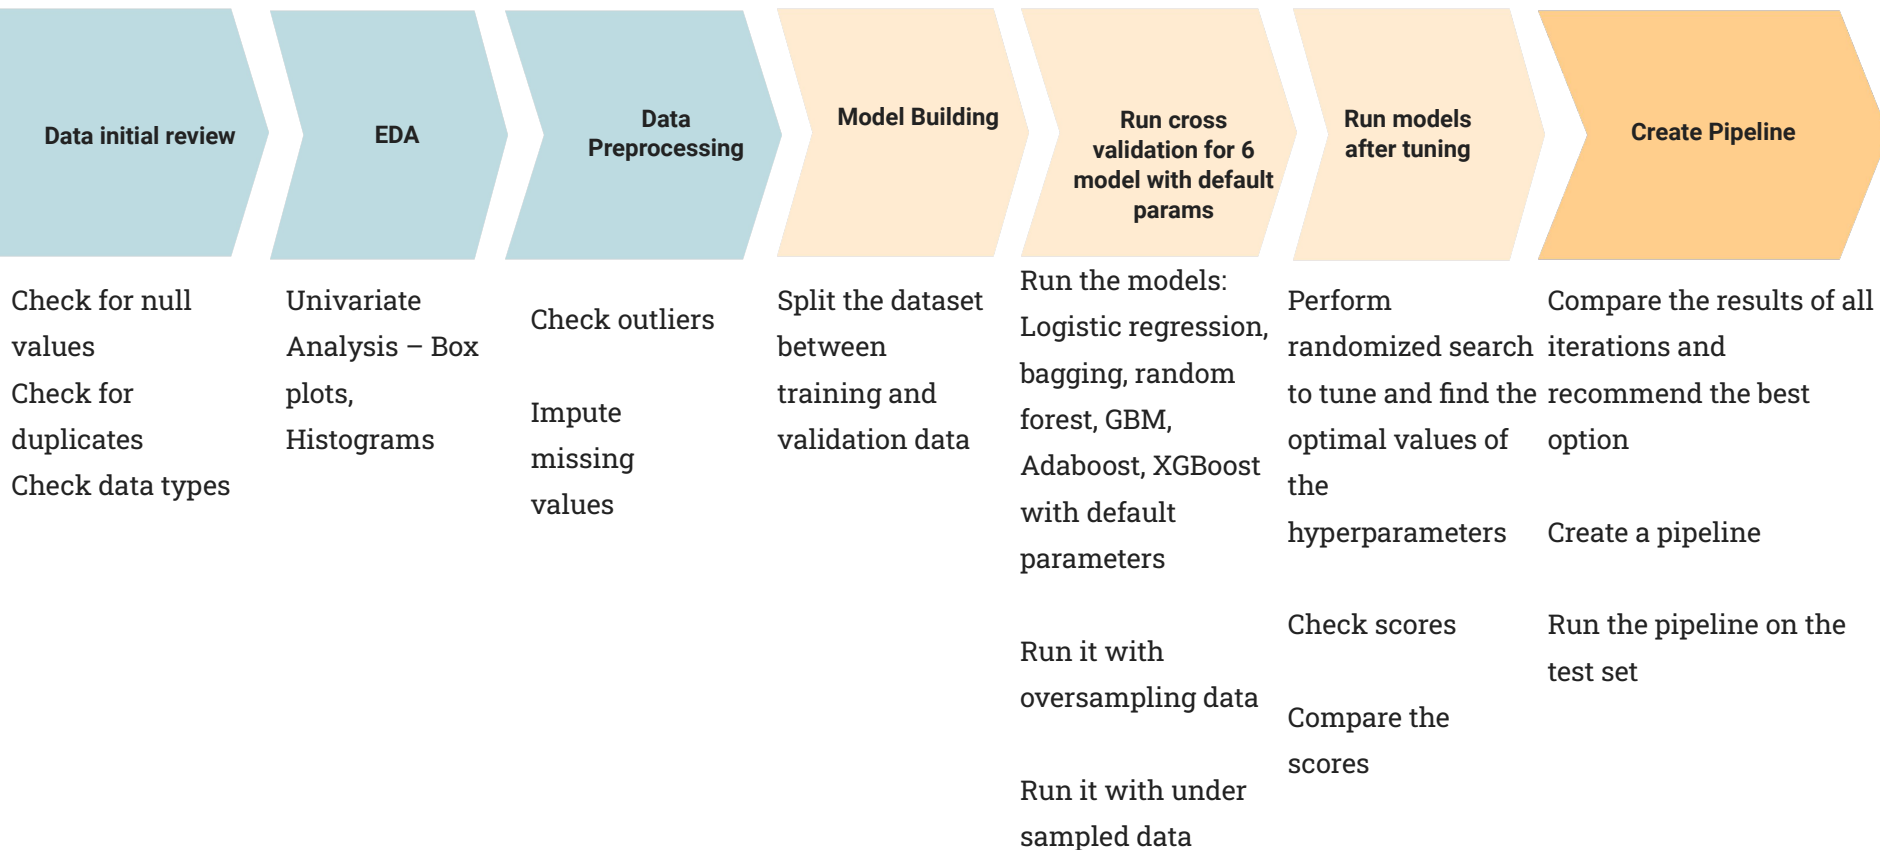 Data initial review
EDA
Data
Preprocessing
Model Building
Run cross
validation for 6
model with default
params
Run models
after tuning
Create Pipeline
Check for null
values
Check for
duplicates
Check data types
Univariate
Analysis – Box
plots,
Histograms
Check outliers
Impute
missing
values
Split the dataset
between
training and
validation data
Run the models:
Logistic regression,
bagging, random
forest, GBM,
Adaboost, XGBoost
with default
parameters
Run it with
oversampling data
Run it with under
sampled data
Perform
randomized search
to tune and find the
optimal values of
the
hyperparameters
Check scores
Compare the
scores
Compare the results of all
iterations and
recommend the best
option
Create a pipeline
Run the pipeline on the
test set